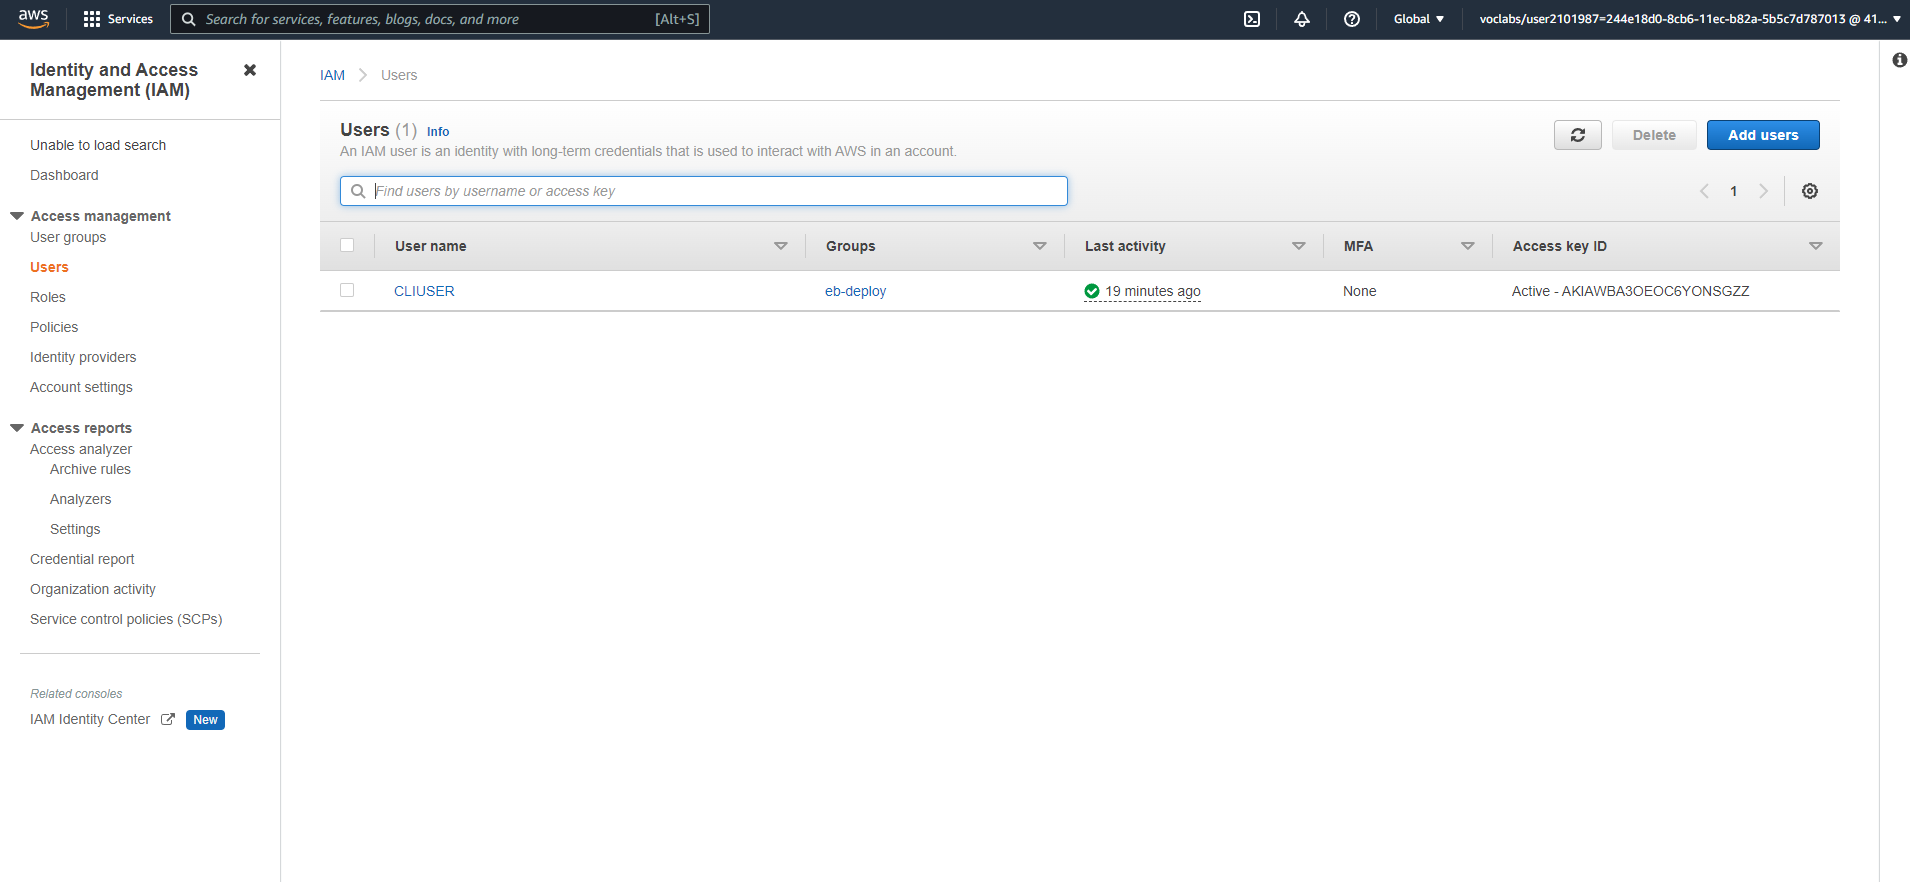 aws
Services
Search for services, features, blogs, docs, and more [Alt+S]
Global
voclabs/user2101987=244e18d0-8cb6-11ec-b82a-5b5c7d787013 @ 41...
Identity and Access
Management (IAM)
Unable to load search
Dashboard
Access management
User groups
Users
Roles
Policies
Identity providers
Account settings
Access reports
Access analyzer
Archive rules
Analyzers
Settings
Credential report
Organization activity
Service control policies (SCPs)
Related consoles
IAM Identity Center New
IAM Users
Users (1) Info
An IAM user is an identity with long-term credentials that is used to interact with AWS in an account.
Delete
Add users
Find users by username or access key
1
User name Groups Last activity MFA Access key ID
CLIUSER eb-deploy 19 minutes ago None Active - AKIAWBA3OEOC6YONSGZZ